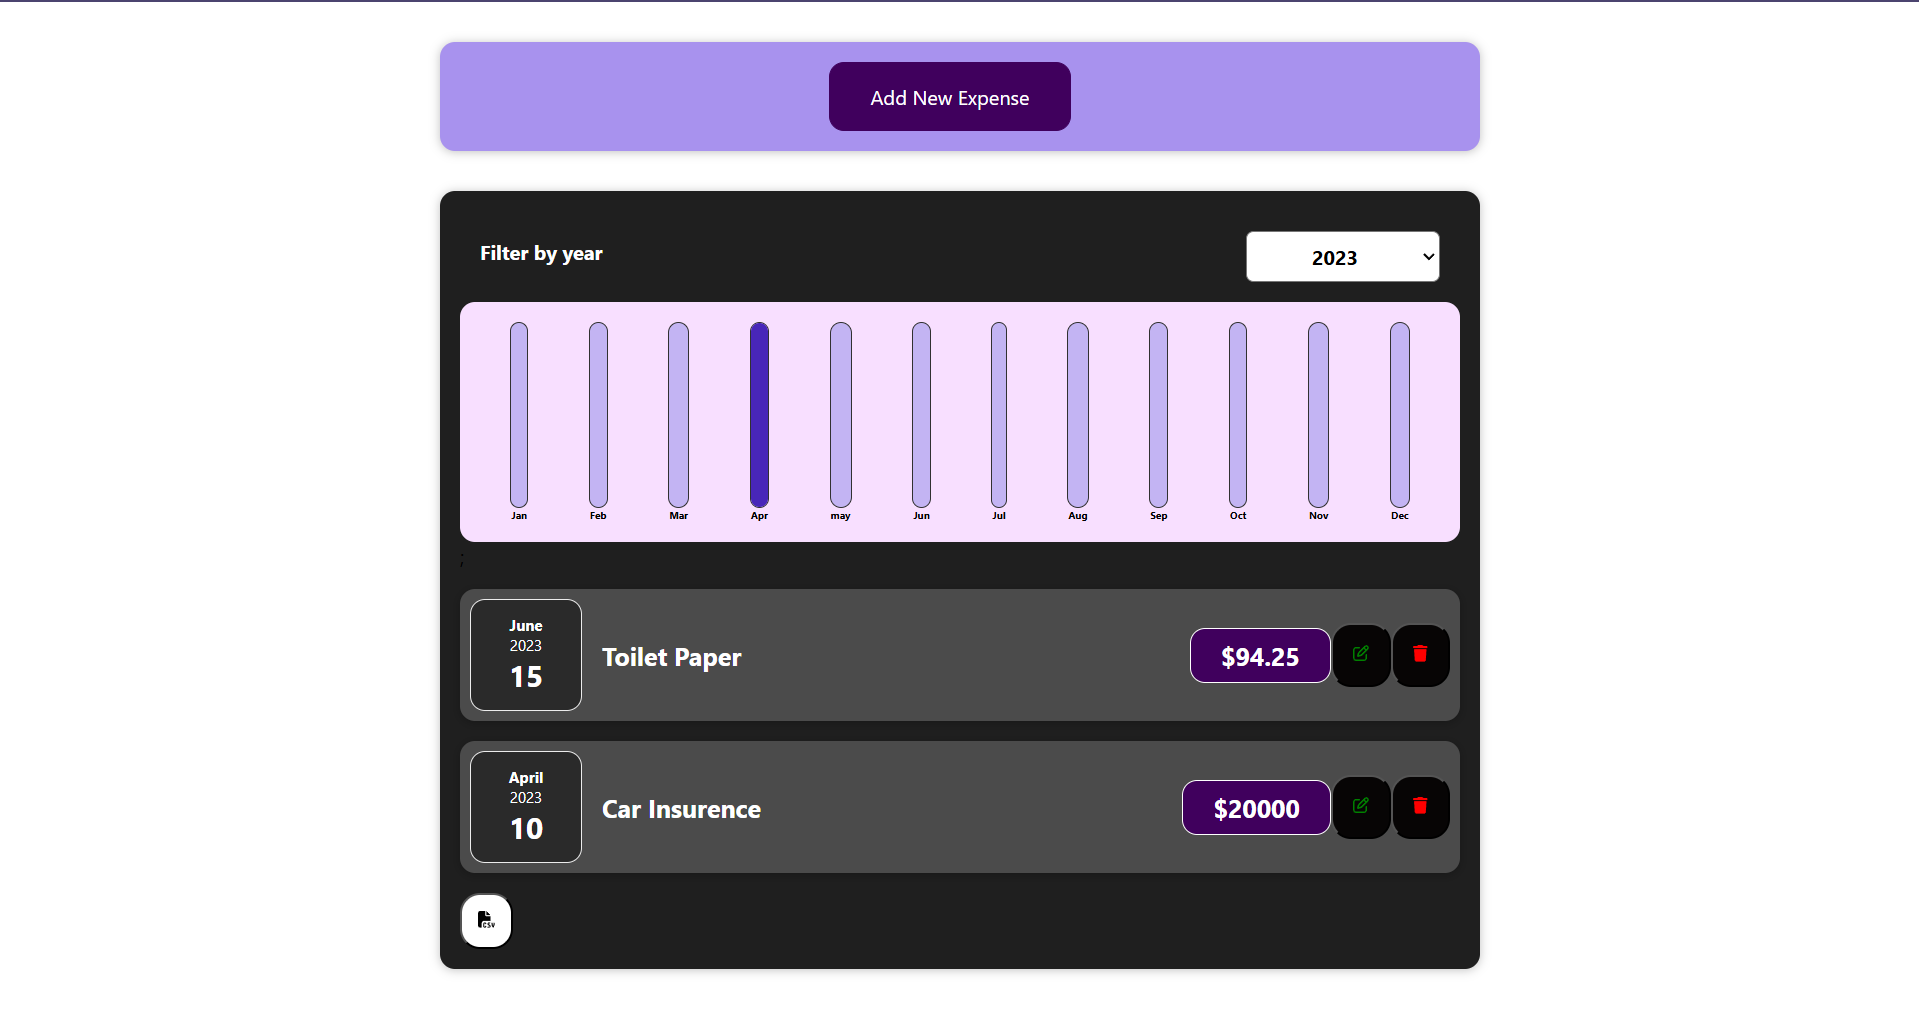 Add New Expense
Filter by year
2023
Jan Feb Mar Apr may Jun Jul Aug Sep Oct Nov Dec
;
June
2023
15
Toilet Paper
$94.25
April
2023
10
Car Insurence
$20000
CSV